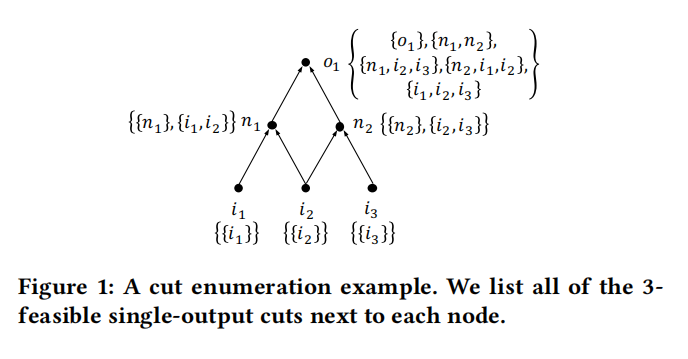 {o₁},{n₁,n₂},
o₁ {n₁,i₂,i₃},{n₂,i₁,i₂},
{i₁,i₂,i₃}
{{n₁},{i₁,i₂}} n₁ n₂ {{n₂},{i₂,i₃}}
i₁ i₂ i₃
{{i₁}} {{i₂}} {{i₃}}
Figure 1: A cut enumeration example. We list all of the 3-
feasible single-output cuts next to each node.